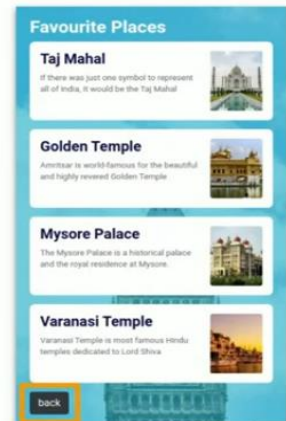 Favourite Places
Taj Mahal
If there was just one symbol to represent
all of India, it would be the Taj Mahal
Golden Temple
Amritsar is world-famous for the beautiful
and highly revered Golden Temple
Mysore Palace
The Mysore Palace is a historical palace
and the royal residence at Mysore.
Varanasi Temple
Varanasi Temple is most famous Hindu
temples dedicated to Lord Shiva
back